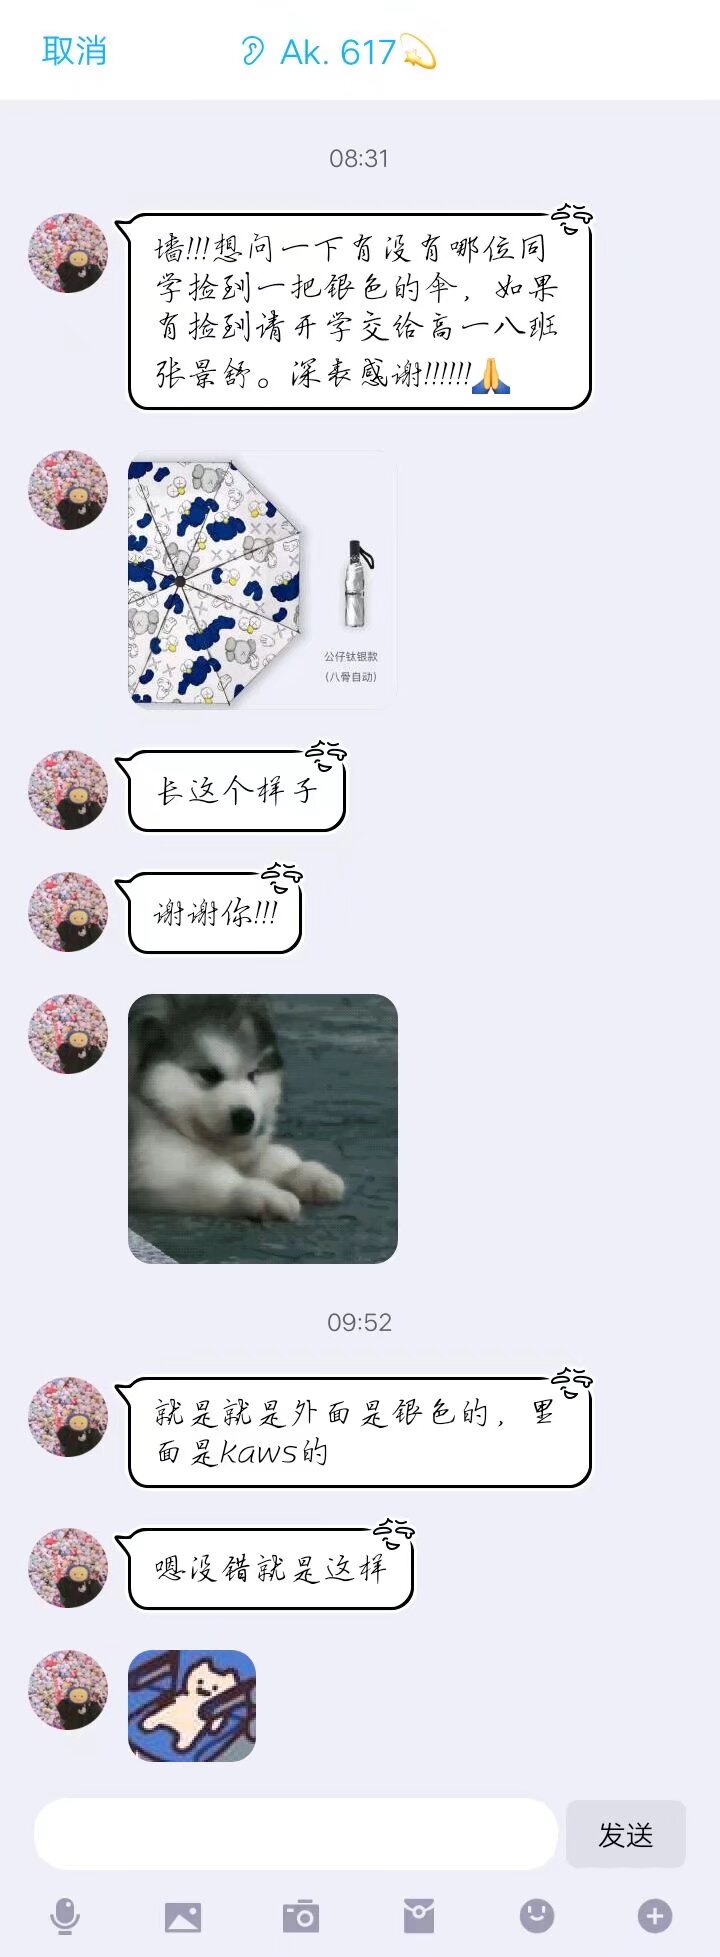 取消
Ak. 617💫
08:31
墙!!!想问一下有没有哪位同
学捡到一把银色的伞，如果
有捡到请开学交给高一八班
张景舒。深表感谢!!!!!!🙏
公仔钛银款
(八骨自动)
长这个样子
谢谢你!!!
09:52
就是就是外面是银色的，里
面是kaws的
嗯没错就是这样
发送